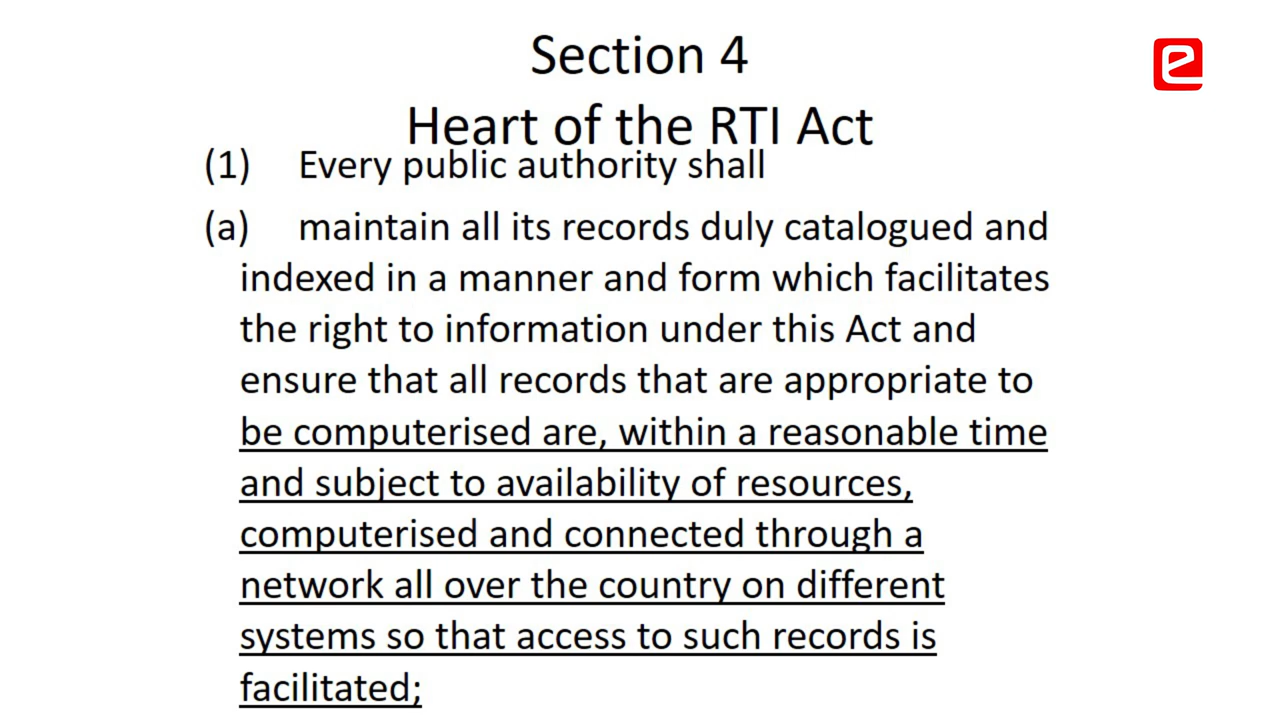 Section 4
Heart of the RTI Act
(1) Every public authority shall
(a) maintain all its records duly catalogued and
indexed in a manner and form which facilitates
the right to information under this Act and
ensure that all records that are appropriate to
be computerised are, within a reasonable time
and subject to availability of resources,
computerised and connected through a
network all over the country on different
systems so that access to such records is
facilitated;